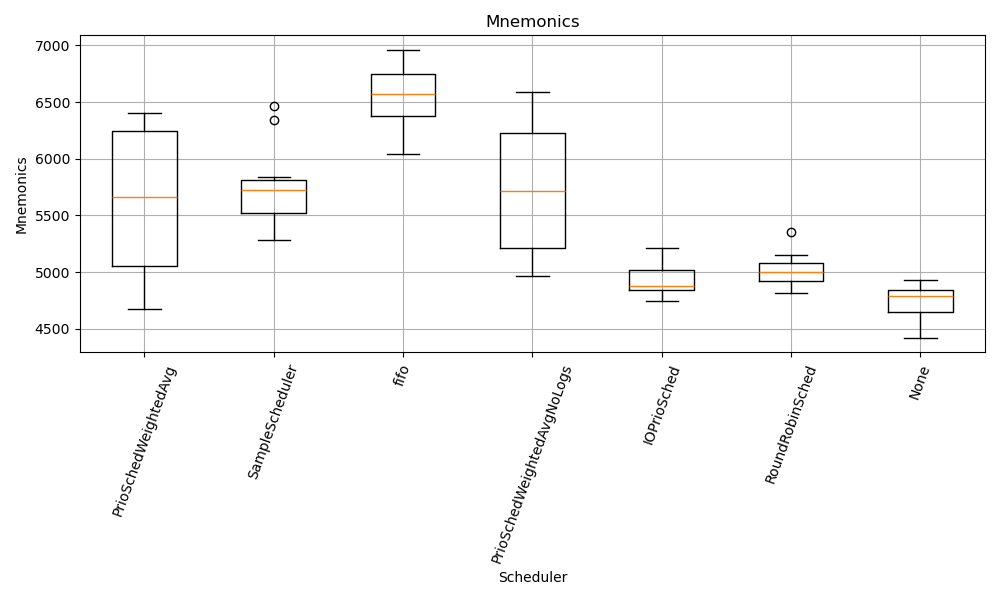 Mnemonics
7000
6500
6000
5500
5000
4500
Mnemonics
PrioSchedWeightedAvg
SampleScheduler
fifo
PrioSchedWeightedAvgNoLogs
IOPrioSched
RoundRobinSched
None
Scheduler